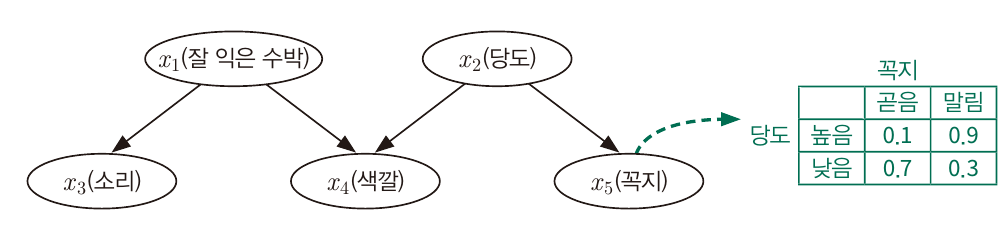 x₁(잘 익은 수박)
x₂(당도)
x₃(소리)
x₄(색깔)
x₅(꼭지)
꼭지
곧음 말림
당도 높음 0.1 0.9
낮음 0.7 0.3